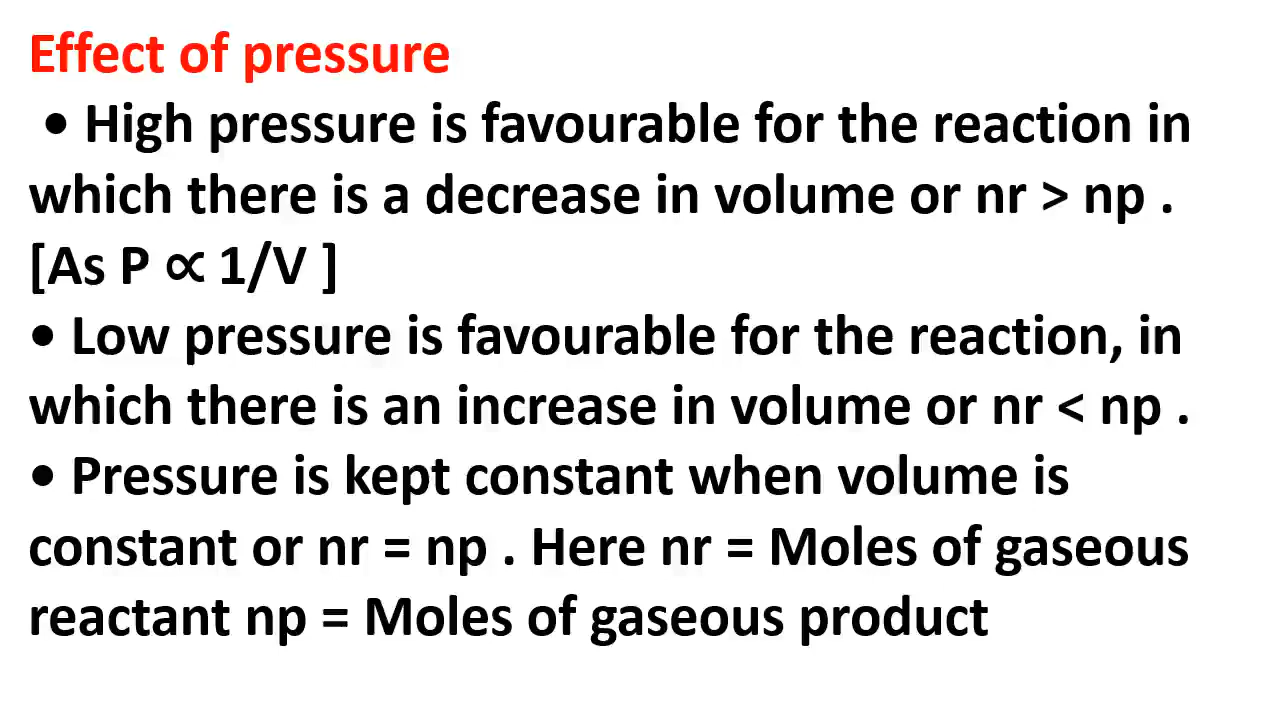 Effect of pressure
• High pressure is favourable for the reaction in
which there is a decrease in volume or nr > np .
[As P ∝ 1/V ]
• Low pressure is favourable for the reaction, in
which there is an increase in volume or nr < np .
• Pressure is kept constant when volume is
constant or nr = np . Here nr = Moles of gaseous
reactant np = Moles of gaseous product